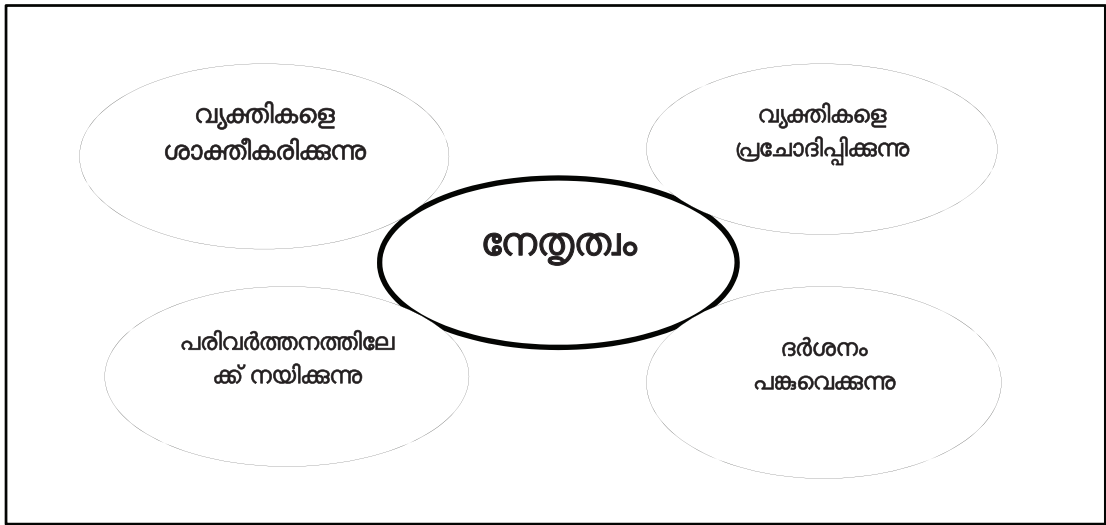 വ്യക്തികളെ
ശാക്തീകരിക്കുന്നു
വ്യക്തികളെ
പ്രചോദിപ്പിക്കുന്നു
നേതൃത്വം
പരിവർത്തനത്തിലേ
ക്ക് നയിക്കുന്നു
ദർശനം
പങ്കുവെക്കുന്നു